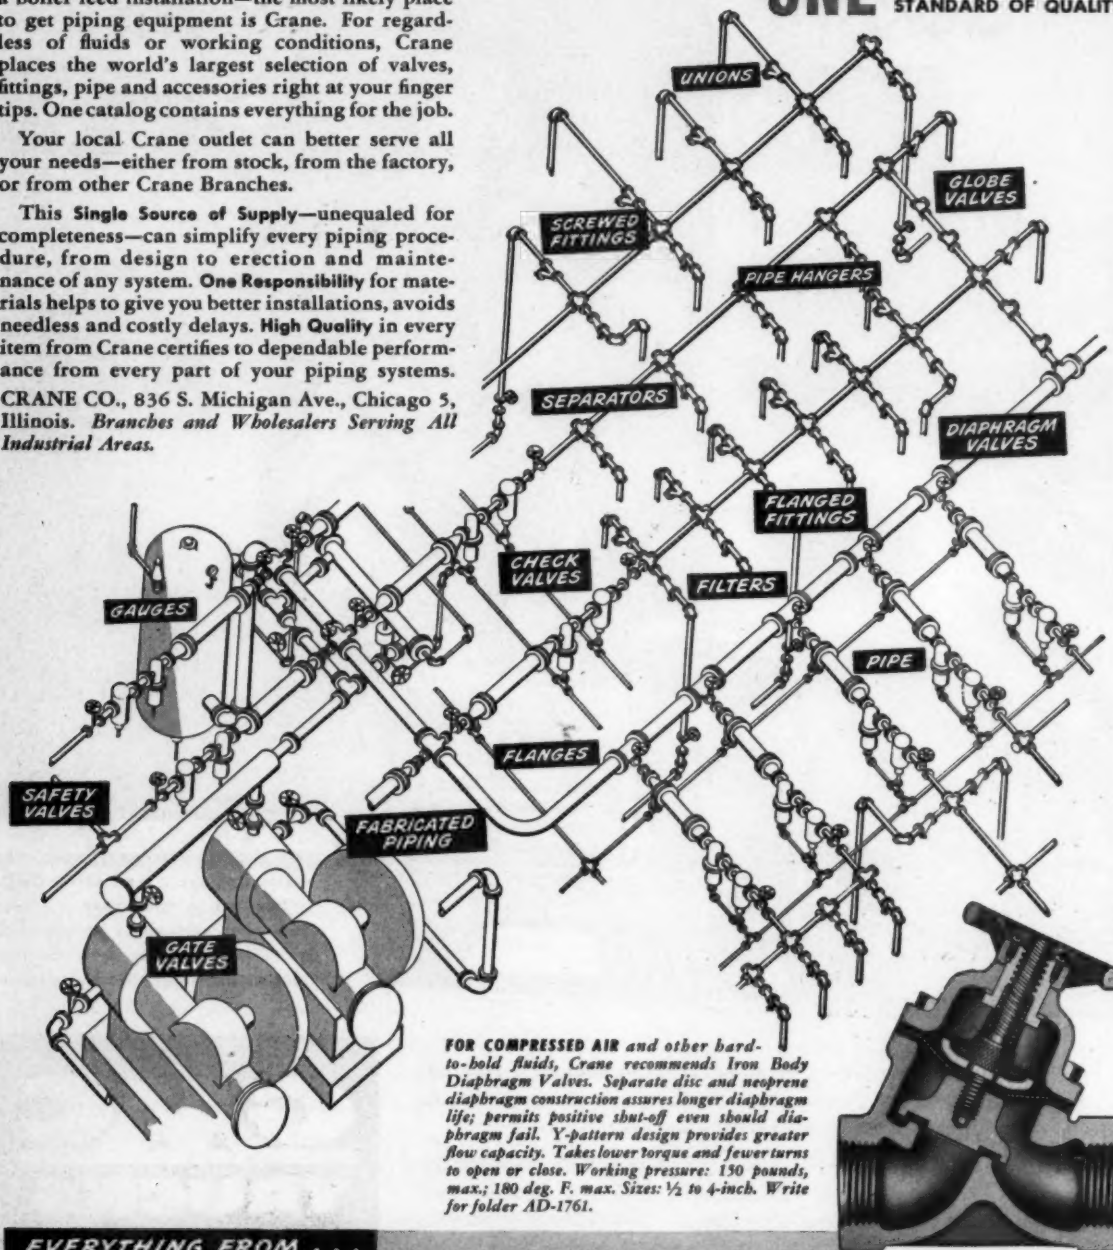 a boiler feed installation—the most likely place
to get piping equipment is Crane. For regard-
less of fluids or working conditions, Crane
places the world's largest selection of valves,
fittings, pipe and accessories right at your finger
tips. One catalog contains everything for the job.
Your local Crane outlet can better serve all
your needs—either from stock, from the factory,
or from other Crane Branches.
This Single Source of Supply—unequaled for
completeness—can simplify every piping proce-
dure, from design to erection and mainte-
nance of any system. One Responsibility for mate-
rials helps to give you better installations, avoids
needless and costly delays. High Quality in every
item from Crane certifies to dependable perform-
ance from every part of your piping systems.
CRANE CO., 836 S. Michigan Ave., Chicago 5,
Illinois. Branches and Wholesalers Serving All
Industrial Areas.
ONE
STANDARD OF QUALIT
UNIONS
GLOBE
VALVES
SCREWED
FITTINGS
PIPE HANGERS
SEPARATORS
DIAPHRAGM
VALVES
FLANGED
FITTINGS
CHECK
VALVES
FILTERS
GAUGES
PIPE
FLANGES
SAFETY
VALVES
FABRICATED
PIPING
GATE
VALVES
FOR COMPRESSED AIR and other hard-
to-hold fluids, Crane recommends Iron Body
Diaphragm Valves. Separate disc and neoprene
diaphragm construction assures longer diaphragm
life; permits positive shut-off even should dia-
phragm fail. Y-pattern design provides greater
flow capacity. Takes lower torque and fewer turns
to open or close. Working pressure: 150 pounds,
max.; 180 deg. F. max. Sizes: ½ to 4-inch. Write
for folder AD-1761.
EVERYTHING FROM . . .